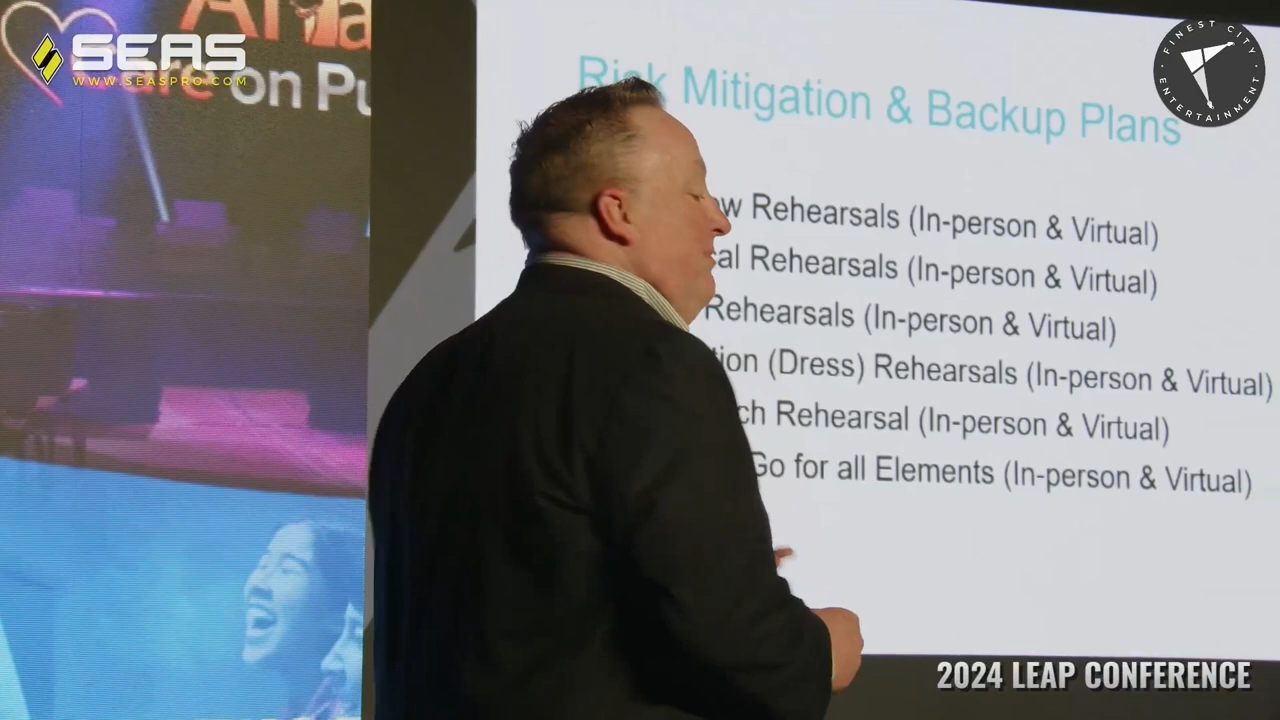 SEAS
WWW.SEASPRO.COM
on Pu
FINEST CITY
ENTERTAINMENT
Risk Mitigation & Backup Plans
ow Rehearsals (In-person & Virtual)
sal Rehearsals (In-person & Virtual)
Rehearsals (In-person & Virtual)
tion (Dress) Rehearsals (In-person & Virtual)
ch Rehearsal (In-person & Virtual)
Go for all Elements (In-person & Virtual)
2024 LEAP CONFERENCE